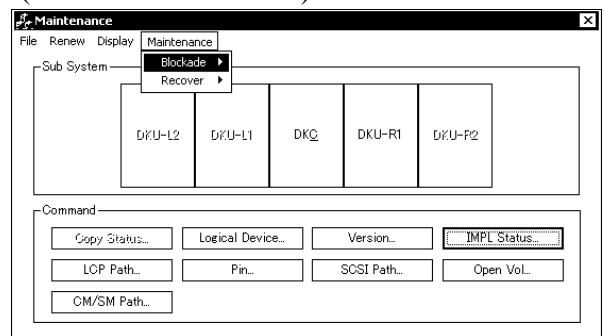 Maintenance
File Renew Display Maintenance
Blockade
Recover
Sub System
DKU-L2 DKU-L1 DKC DKU-R1 DKU-R2
Command
Copy Status... Logical Device... Version... IMPL Status...
LCP Path... Pin... SCSI Path... Open Vol...
CM/SM Path...